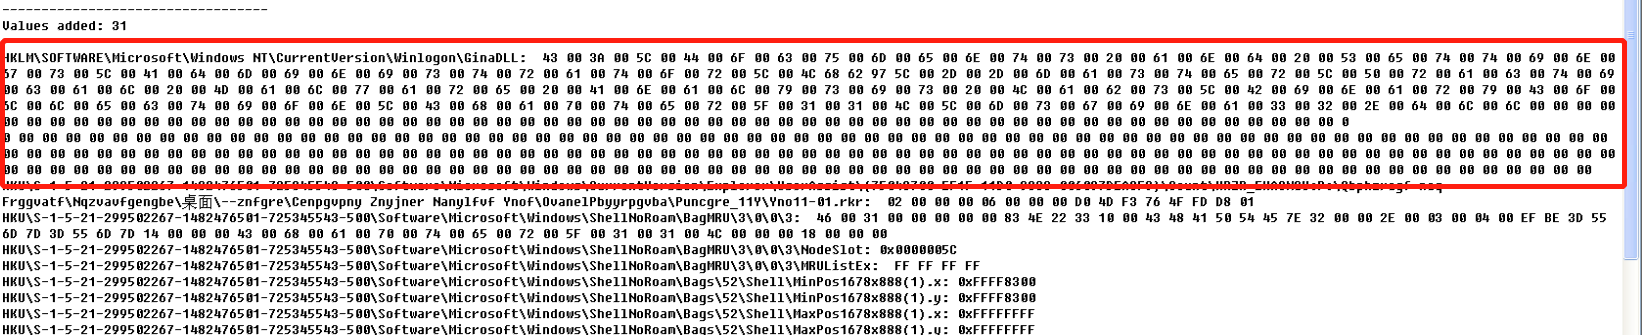 ----------------------------------
Values added: 31
HKLM\SOFTWARE\Microsoft\Windows NT\CurrentVersion\Winlogon\GinaDLL:  43 00 3A 00 5C 00 44 00 6F 00 63 00 75 00 6D 00 65 00 6E 00 74 00 73 00 20 00 61 00 6E 00 64 00 20 00 53 00 65 00 74 00 74 00 69 00 6E 00
67 00 73 00 5C 00 41 00 64 00 6D 00 69 00 6E 00 69 00 73 00 74 00 72 00 61 00 74 00 6F 00 72 00 5C 00 4C 68 62 97 5C 00 2D 00 2D 00 6D 00 61 00 73 00 74 00 65 00 72 00 5C 00 50 00 72 00 61 00 63 00 74 00 69
00 63 00 61 00 6C 00 20 00 4D 00 61 00 6C 00 77 00 61 00 72 00 65 00 20 00 41 00 6E 00 61 00 6C 00 79 00 73 00 69 00 73 00 20 00 4C 00 61 00 62 00 73 00 5C 00 42 00 69 00 6E 00 61 00 72 00 79 00 43 00 6F 00
6C 00 6C 00 65 00 63 00 74 00 69 00 6F 00 6E 00 5C 00 43 00 68 00 61 00 70 00 74 00 65 00 72 00 5F 00 31 00 31 00 4C 00 5C 00 6D 00 73 00 67 00 69 00 6E 00 61 00 33 00 32 00 2E 00 64 00 6C 00 6C 00 00 00 00 00
00 00 00 00 00 00 00 00 00 00 00 00 00 00 00 00 00 00 00 00 00 00 00 00 00 00 00 00 00 00 00 00 00 00 00 00 00 00 00 00 00 00 00 00 00 00 00 00 00 00 00 00 00 00 00 00 00 00 00 00 00 00 00 00 00 0
0 00 00 00 00 00 00 00 00 00 00 00 00 00 00 00 00 00 00 00 00 00 00 00 00 00 00 00 00 00 00 00 00 00 00 00 00 00 00 00 00 00 00 00 00 00 00 00 00 00 00 00 00 00 00 00 00 00 00 00 00 00 00 00 00 00 00 00 00 00 00 00 00 00 00 00 00 00
00 00 00 00 00 00 00 00 00 00 00 00 00 00 00 00 00 00 00 00 00 00 00 00 00 00 00 00 00 00 00 00 00 00 00 00 00 00 00 00 00 00 00 00 00 00 00 00 00 00 00 00 00 00 00 00 00 00 00 00 00 00 00 00 00 00 00 00 00 00 00 00 00 00 00 00 00 00
00 00 00 00 00 00 00 00 00 00 00 00 00 00 00 00 00 00 00 00 00 00 00 00 00 00 00 00 00 00 00 00 00 00 00 00 00 00 00 00 00 00 00 00 00 00 00 00 00 00 00 00 00 00 00 00 00 00 00 00 00 00 00 00 00 00 00 00 00 00 00 00 00 00 00 00 00
Frggvatf\Nqzvavfgengbe\桌面\--znfgre\Cenpgvpny Znyjner Nanylfvf Ynof\OvanelPbyyrpgvba\Puncgre_11Y\Yno11-01.rkr:  02 00 00 00 06 00 00 00 D0 4D F3 76 4F FD D8 01
HKU\S-1-5-21-299502267-1482476501-725345543-500\Software\Microsoft\Windows\ShellNoRoam\BagMRU\3\0\0\3:  46 00 31 00 00 00 00 00 83 4E 22 33 10 00 43 48 41 50 54 45 7E 32 00 00 2E 00 03 00 04 00 EF BE 3D 55
6D 7D 3D 55 6D 7D 14 00 00 00 43 00 68 00 61 00 70 00 74 00 65 00 72 00 5F 00 31 00 31 00 4C 00 00 00 18 00 00 00
HKU\S-1-5-21-299502267-1482476501-725345543-500\Software\Microsoft\Windows\ShellNoRoam\BagMRU\3\0\0\3\NodeSlot: 0x0000005C
HKU\S-1-5-21-299502267-1482476501-725345543-500\Software\Microsoft\Windows\ShellNoRoam\BagMRU\3\0\0\3\MRUListEx:  FF FF FF FF
HKU\S-1-5-21-299502267-1482476501-725345543-500\Software\Microsoft\Windows\ShellNoRoam\Bags\52\Shell\MinPos1678x888(1).x: 0xFFFF8300
HKU\S-1-5-21-299502267-1482476501-725345543-500\Software\Microsoft\Windows\ShellNoRoam\Bags\52\Shell\MinPos1678x888(1).y: 0xFFFF8300
HKU\S-1-5-21-299502267-1482476501-725345543-500\Software\Microsoft\Windows\ShellNoRoam\Bags\52\Shell\MaxPos1678x888(1).x: 0xFFFFFFFF
HKU\S-1-5-21-299502267-1482476501-725345543-500\Software\Microsoft\Windows\ShellNoRoam\Bags\52\Shell\MaxPos1678x888(1).y: 0xFFFFFFFF